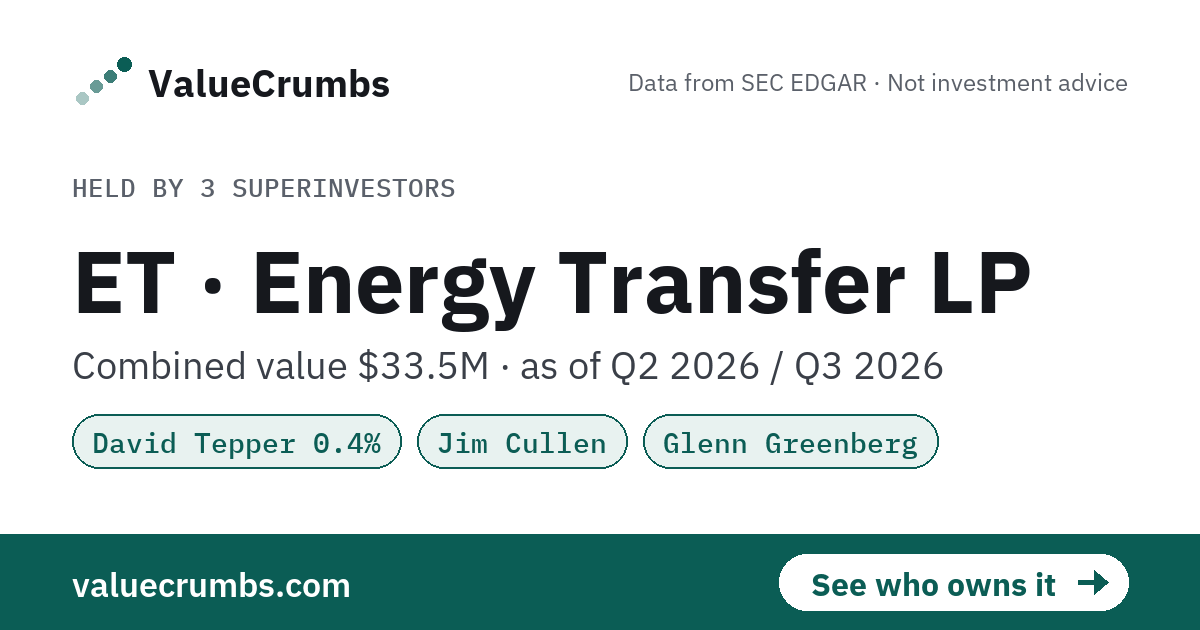 ValueCrumbs
Data from SEC EDGAR · Not investment advice
HELD BY 3 SUPERINVESTORS
ET · Energy Transfer LP
Combined value $33.5M · as of Q2 2026 / Q3 2026
David Tepper 0.4%
Jim Cullen
Glenn Greenberg
valuecrumbs.com
See who owns it →